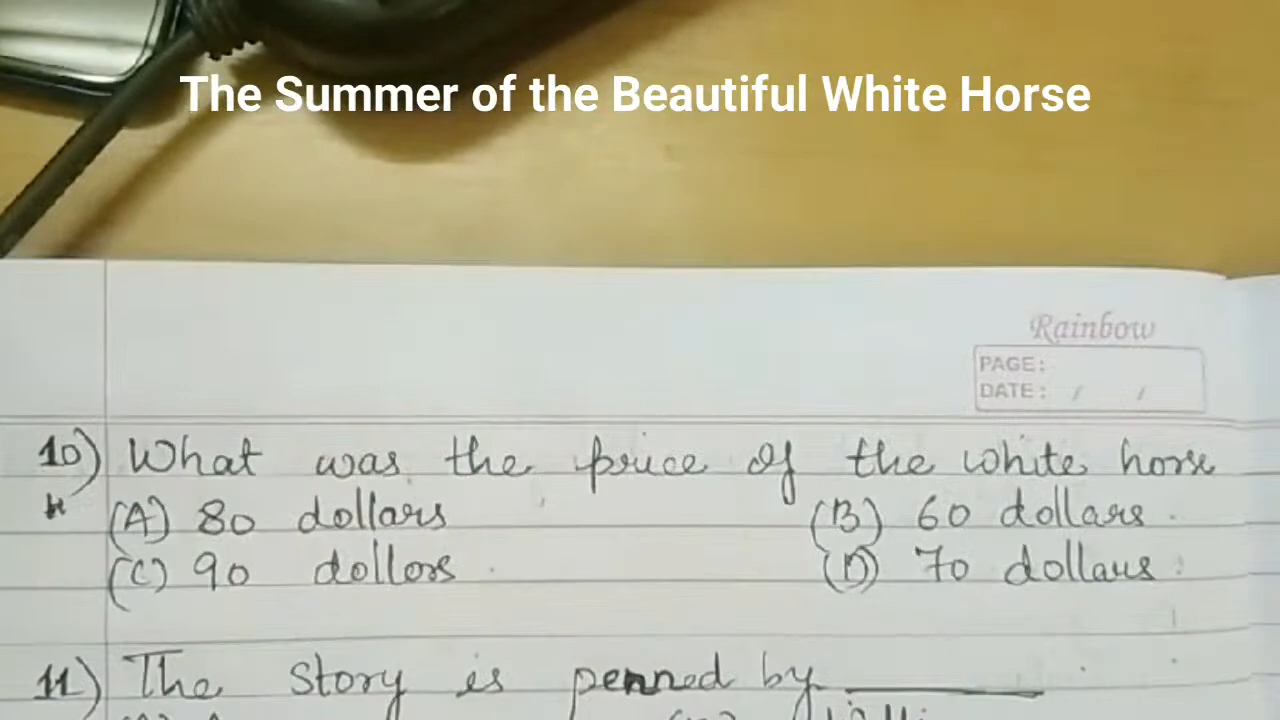 The Summer of the Beautiful White Horse
Rainbow
PAGE:
DATE: / /
10) What was the price of the white horse
(A) 80 dollars (B) 60 dollars.
(C) 90 dollors. (D) 70 dollars.
11) The story is penned by ______